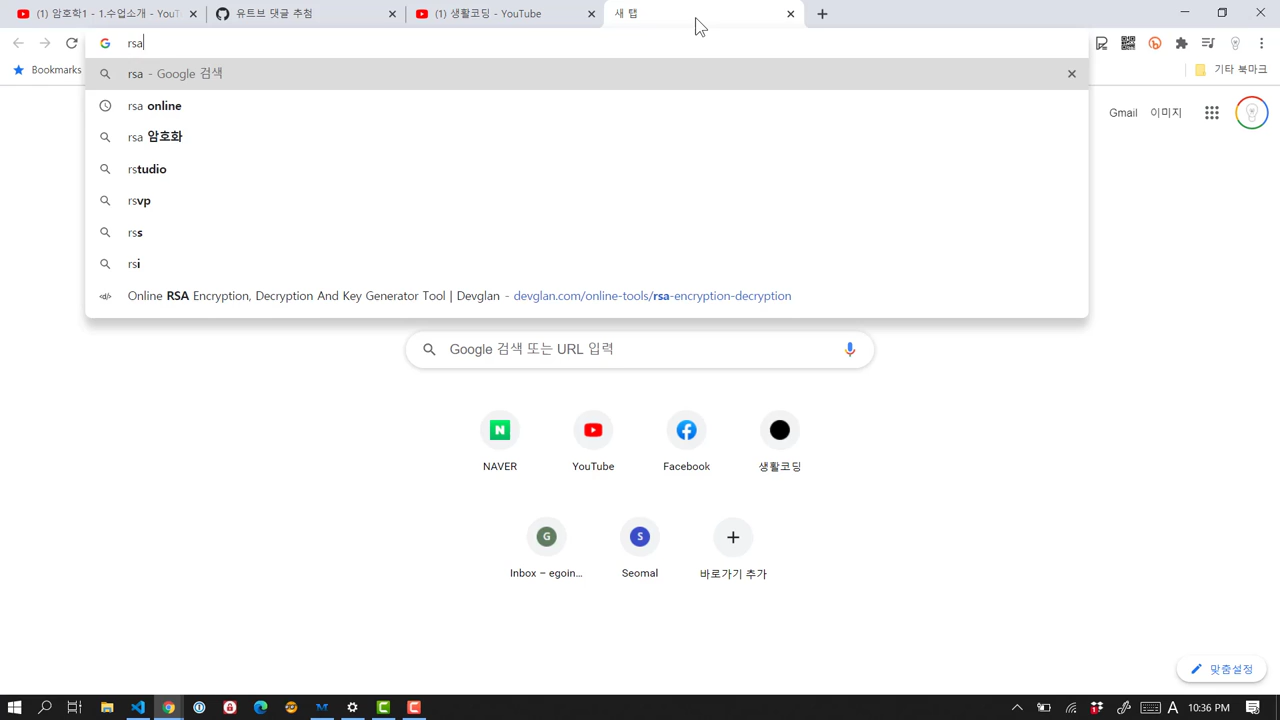 (1) 암호학1 - 1.수업소개 - YouT
유튜브 댓글 추첨
(1) 생활코딩 - YouTube
새 탭
rsa
Bookmarks
기타 북마크
rsa - Google 검색
rsa online
rsa 암호화
rstudio
rsvp
rss
rsi
Online RSA Encryption, Decryption And Key Generator Tool | Devglan - devglan.com/online-tools/rsa-encryption-decryption
Gmail 이미지
Google 검색 또는 URL 입력
NAVER YouTube Facebook 생활코딩
G S
Inbox – egoin... Seomal 바로가기 추가
맞춤설정
A 10:36 PM